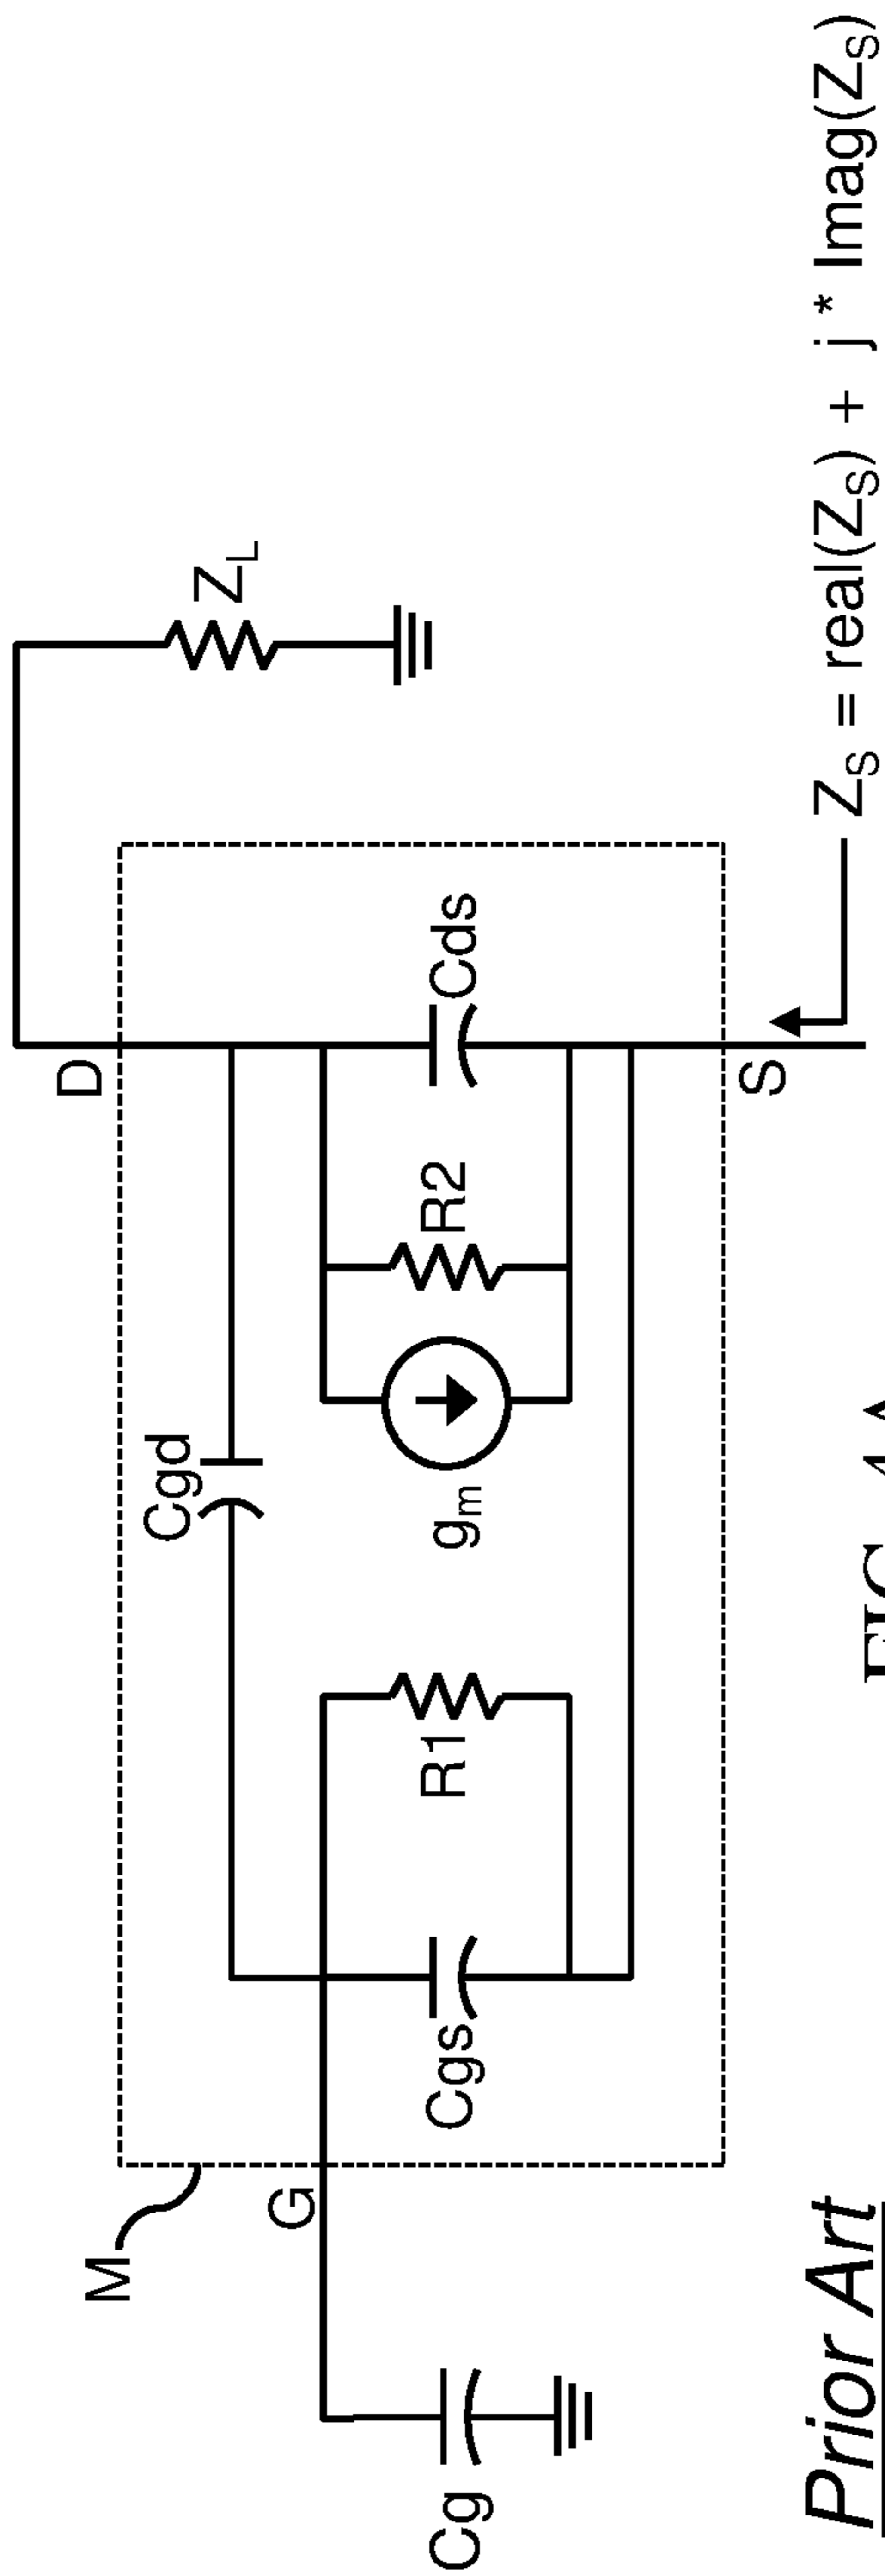 D
Z_L
M
Cgd
G
Cg
Cgs
R1
g_m
R2
Cds
S
Z_S = real(Z_S) + j * Imag(Z_S)
Prior Art